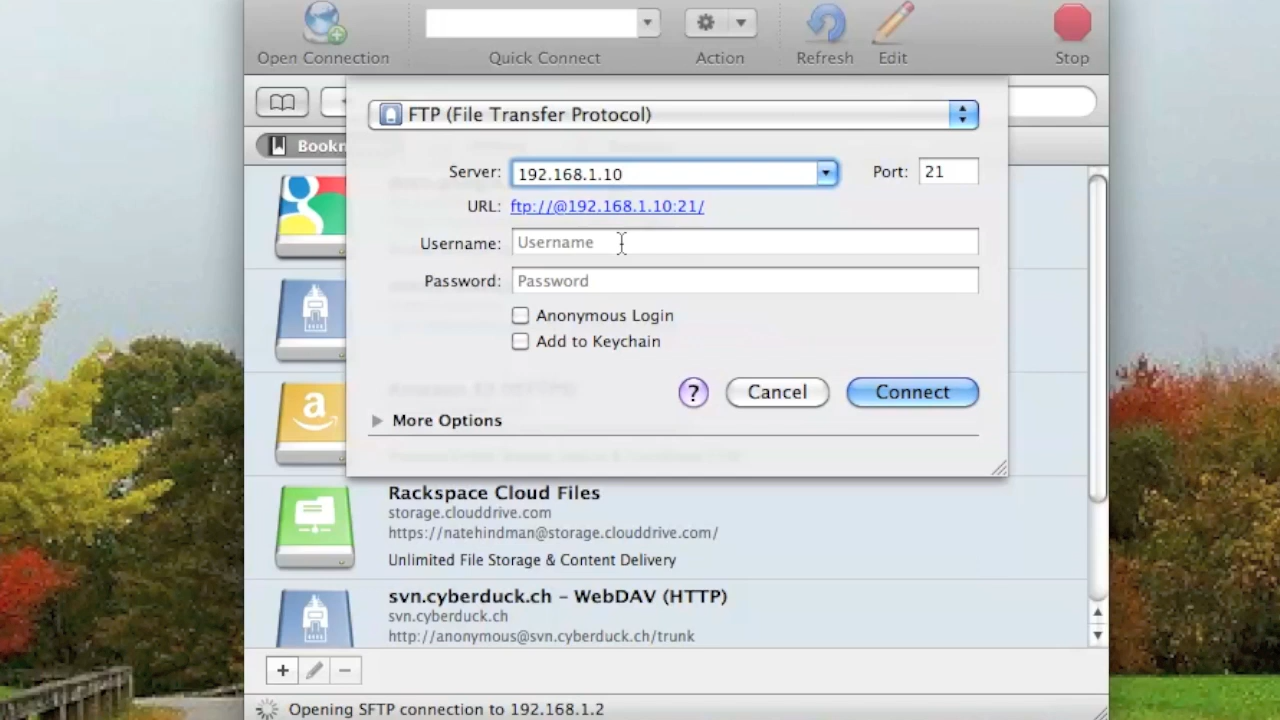 Open Connection
Quick Connect
Action
Refresh
Edit
Stop
FTP (File Transfer Protocol)
Server: 192.168.1.10 Port: 21
URL: ftp://@192.168.1.10:21/
Username: Username
Password: Password
Anonymous Login
Add to Keychain
? Cancel Connect
More Options
Rackspace Cloud Files
storage.clouddrive.com
https://natehindman@storage.clouddrive.com/
Unlimited File Storage & Content Delivery
svn.cyberduck.ch – WebDAV (HTTP)
svn.cyberduck.ch
http://anonymous@svn.cyberduck.ch/trunk
Opening SFTP connection to 192.168.1.2